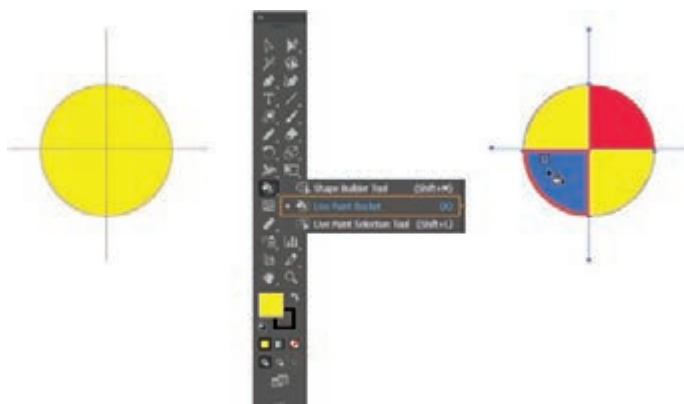 Shape Builder Tool (Shift+M)
Live Paint Bucket (K)
Live Paint Selection Tool (Shift+L)